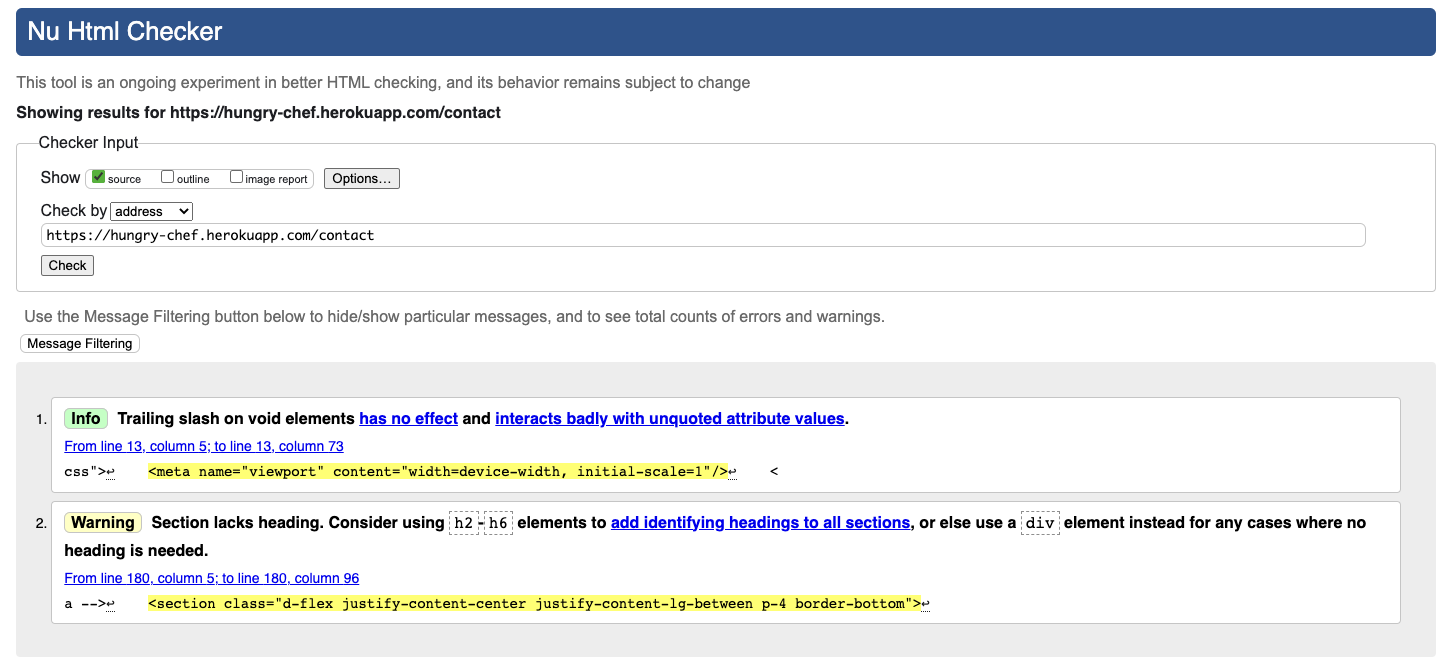 Nu Html Checker
This tool is an ongoing experiment in better HTML checking, and its behavior remains subject to change
Showing results for https://hungry-chef.herokuapp.com/contact
Checker Input
Show source outline image report Options...
Check by address
https://hungry-chef.herokuapp.com/contact
Check
Use the Message Filtering button below to hide/show particular messages, and to see total counts of errors and warnings.
Message Filtering
1. Info Trailing slash on void elements has no effect and interacts badly with unquoted attribute values.
From line 13, column 5; to line 13, column 73
css">↩ <meta name="viewport" content="width=device-width, initial-scale=1"/>↩ <
2. Warning Section lacks heading. Consider using h2-h6 elements to add identifying headings to all sections, or else use a div element instead for any cases where no
heading is needed.
From line 180, column 5; to line 180, column 96
a -->↩ <section class="d-flex justify-content-center justify-content-lg-between p-4 border-bottom">↩